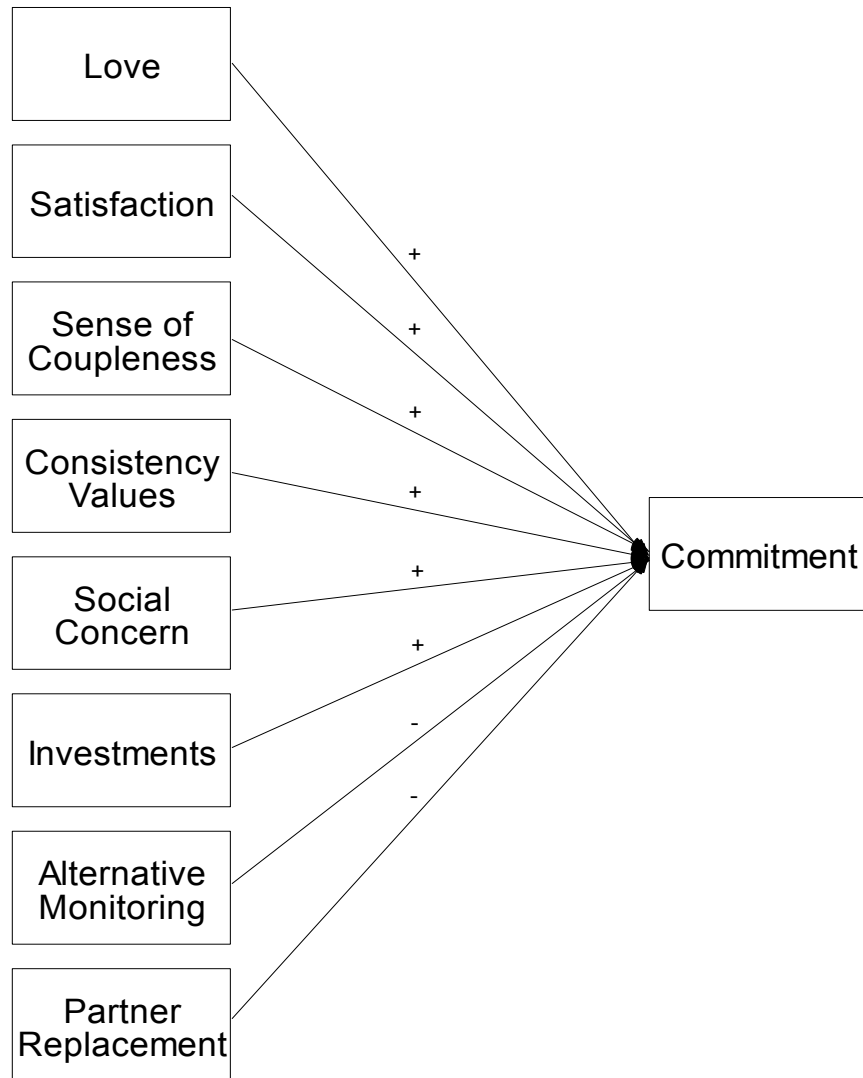 Love
Satisfaction
Sense of
Coupleness
Consistency
Values
Social
Concern
Investments
Alternative
Monitoring
Partner
Replacement
+
+
+
+
+
+
-
-
Commitment